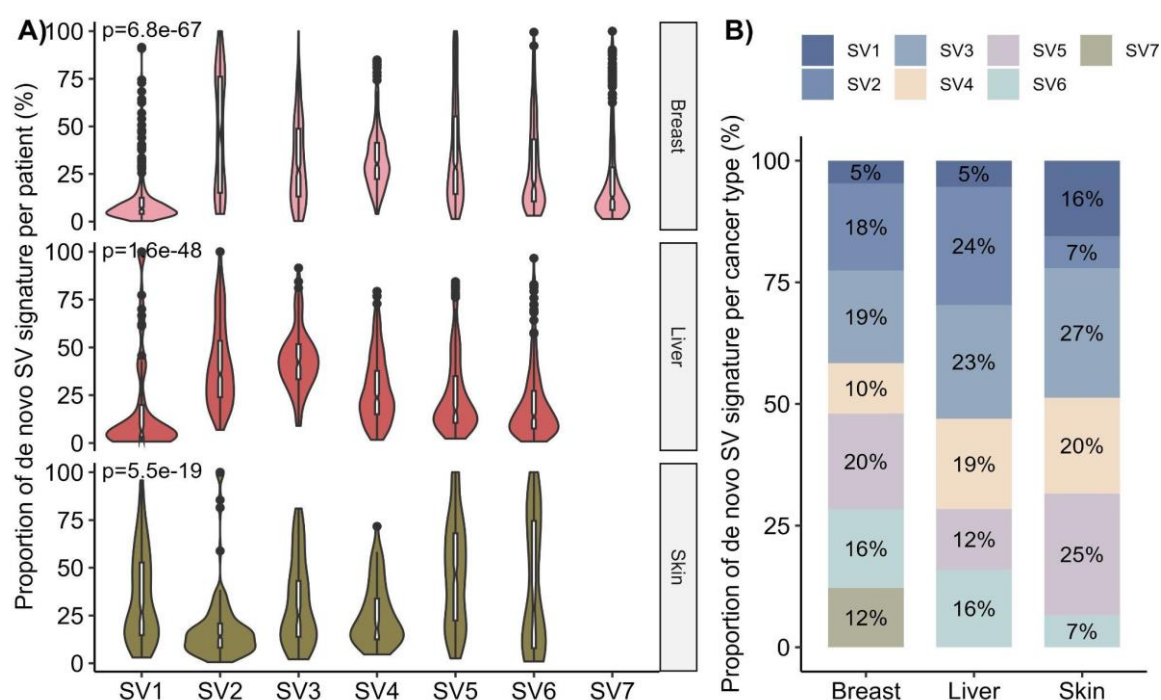 A)
Proportion of de novo SV signature per patient (%)
p=6.8e-67
100
75
50
25
0
Breast
p=1.6e-48
100
75
50
25
0
Liver
p=5.5e-19
100
75
50
25
0
Skin
SV1 SV2 SV3 SV4 SV5 SV6 SV7
B)
SV1 SV3 SV5 SV7
SV2 SV4 SV6
Proportion of de novo SV signature per cancer type (%)
100
75
50
25
0
5% 5% 16%
18% 24% 7%
19% 23% 27%
10% 19% 20%
20% 12% 25%
16% 16% 7%
12%
Breast Liver Skin